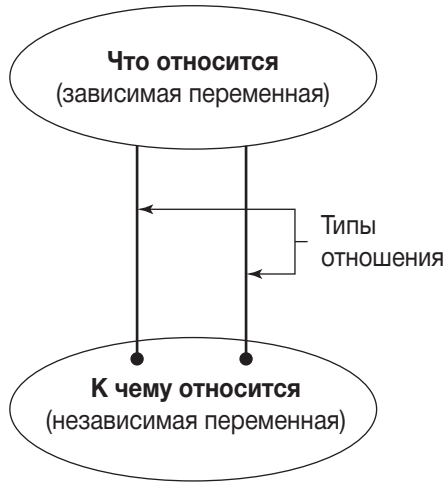 Что относится
(зависимая переменная)
Типы
отношения
К чему относится
(независимая переменная)